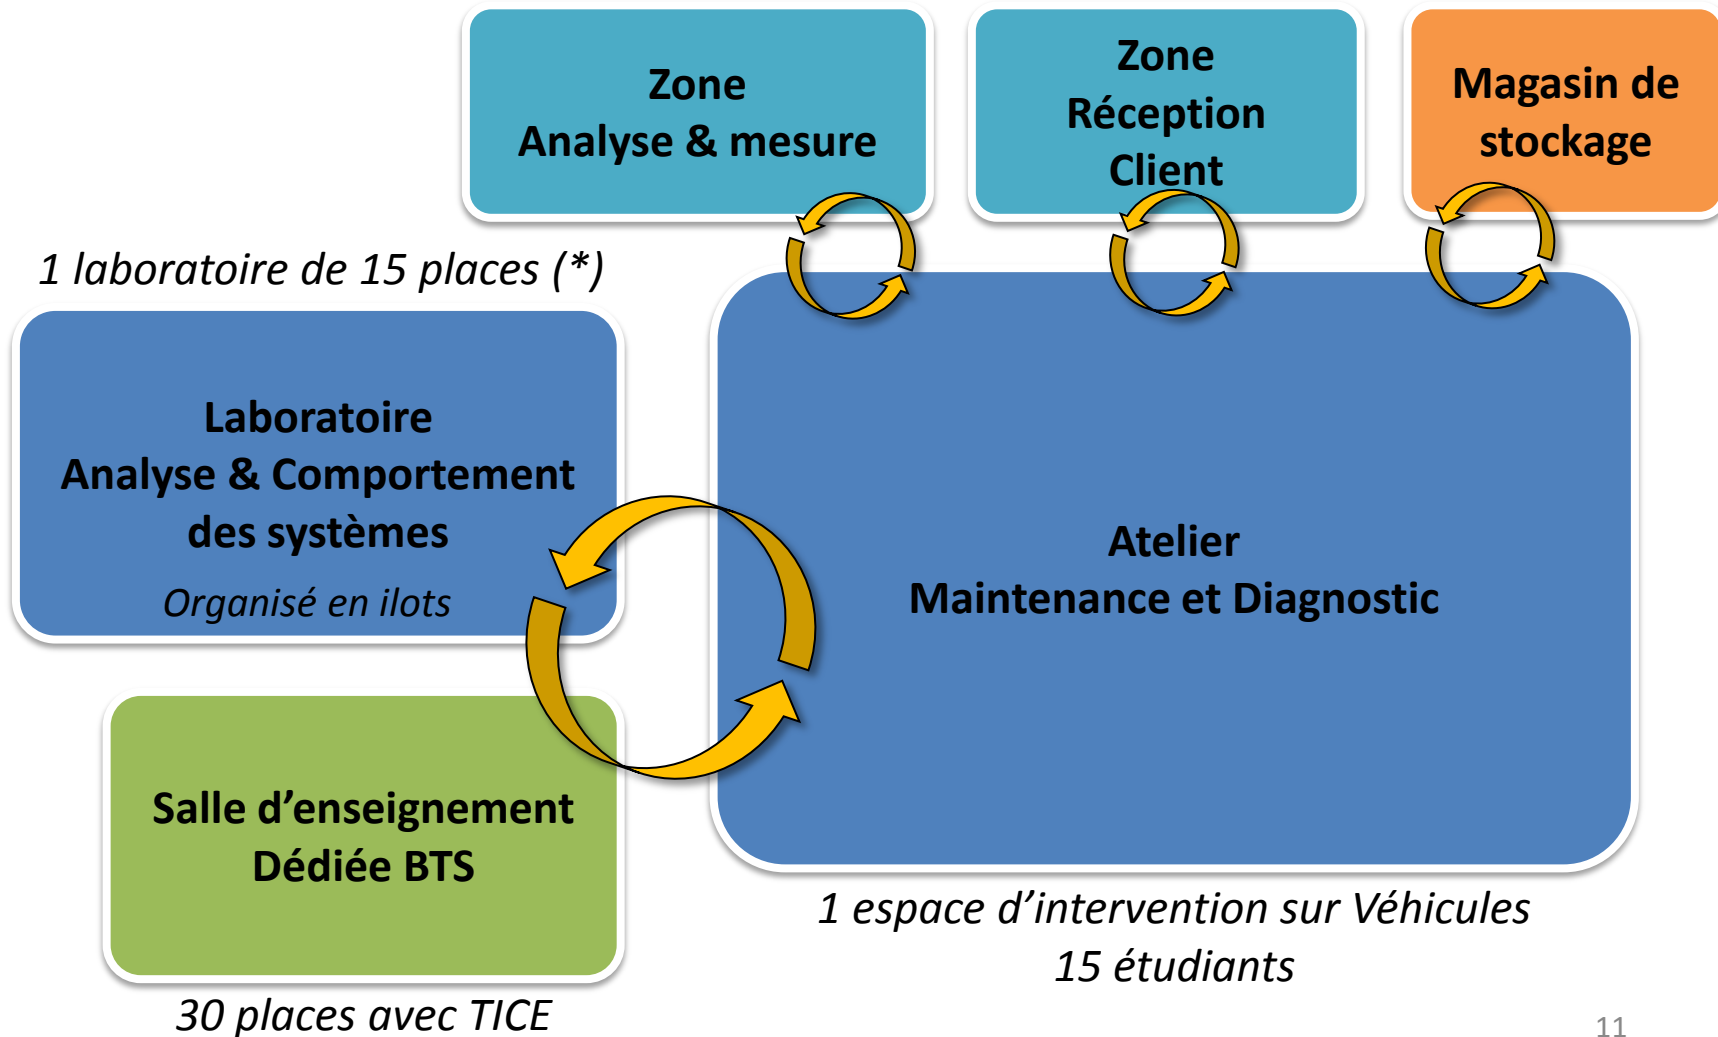 Zone
Analyse & mesure
Zone
Réception
Client
Magasin de
stockage
1 laboratoire de 15 places (*)
Laboratoire
Analyse & Comportement
des systèmes
Organisé en ilots
Atelier
Maintenance et Diagnostic
Salle d’enseignement
Dédiée BTS
1 espace d’intervention sur Véhicules
15 étudiants
30 places avec TICE
11